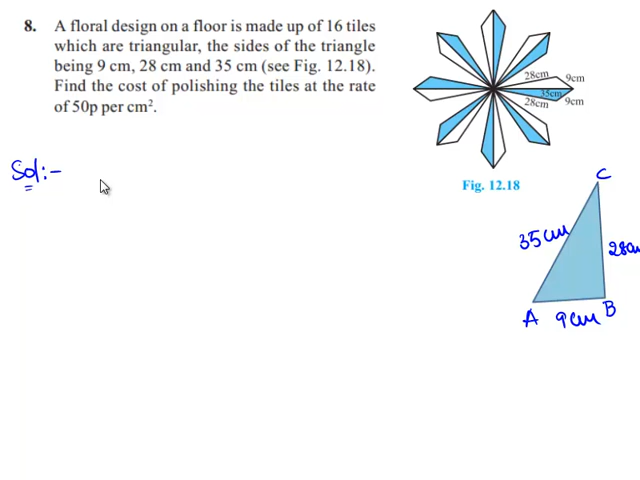 8. A floral design on a floor is made up of 16 tiles
which are triangular, the sides of the triangle
being 9 cm, 28 cm and 35 cm (see Fig. 12.18).
Find the cost of polishing the tiles at the rate
of 50p per cm².
28cm
9cm
35cm
28cm
9cm
Fig. 12.18
Sol:-
C
35cm
28cm
A
9cm
B